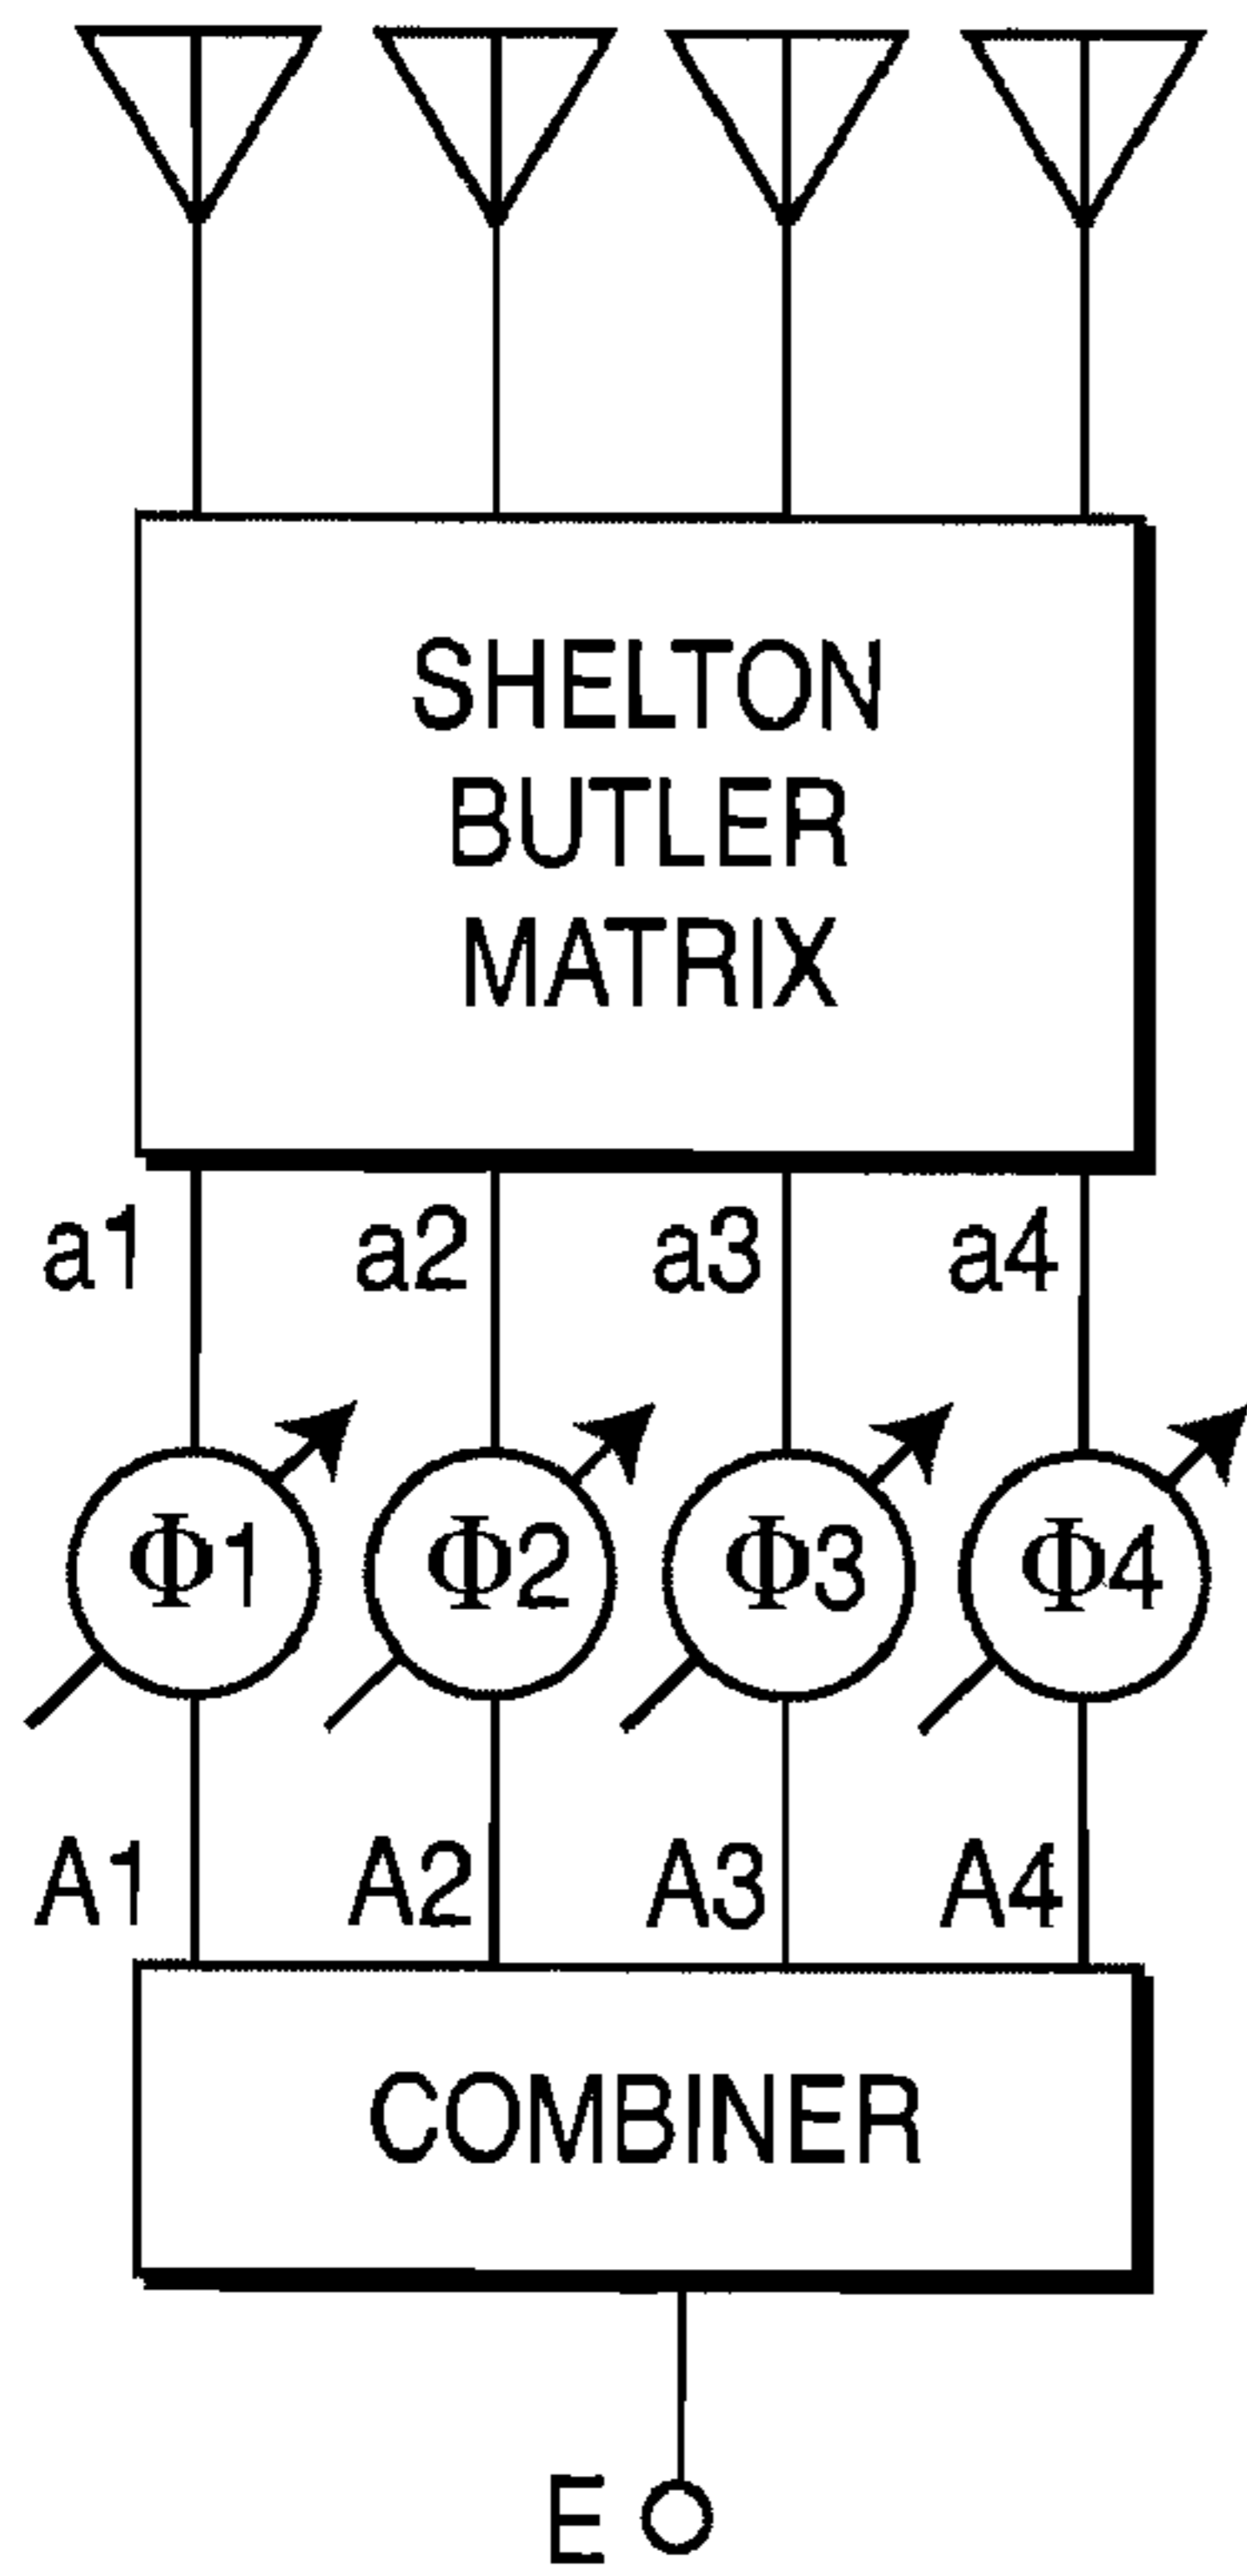 SHELTON
BUTLER
MATRIX
a1 a2 a3 a4
Φ1 Φ2 Φ3 Φ4
A1 A2 A3 A4
COMBINER
E